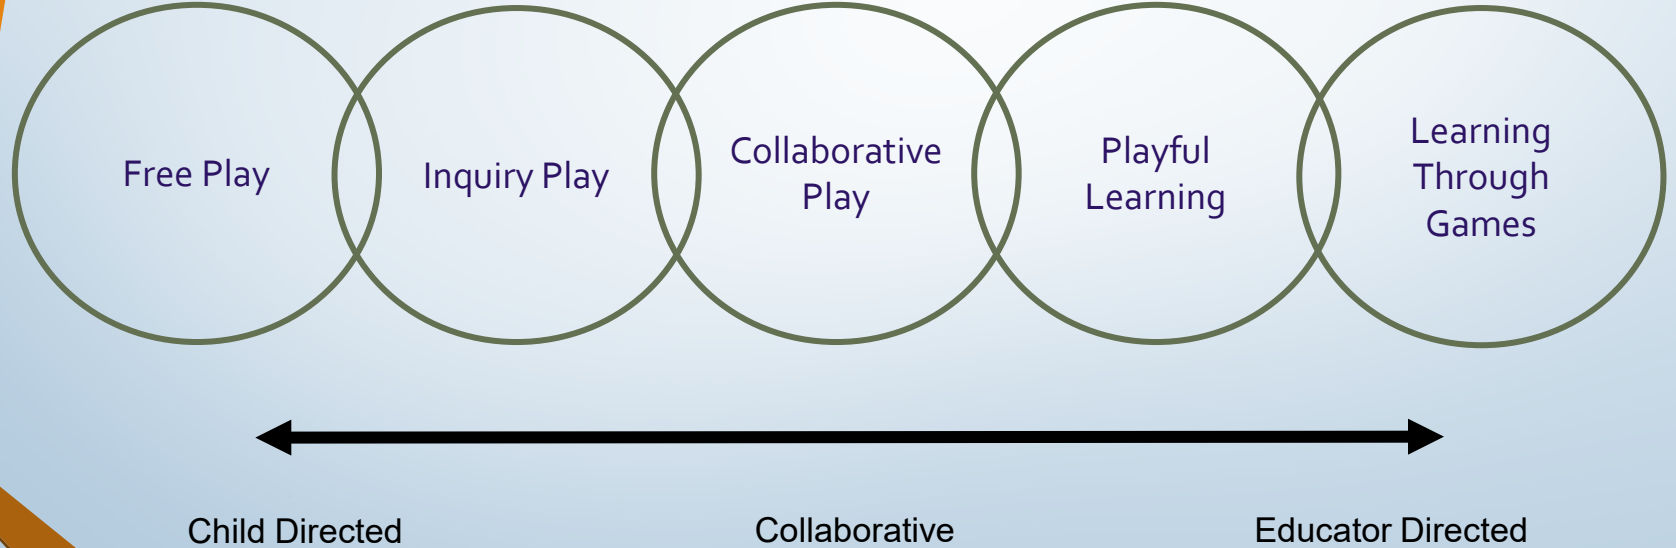 Free Play
Inquiry Play
Collaborative
Play
Playful
Learning
Learning
Through
Games
Child Directed
Collaborative
Educator Directed